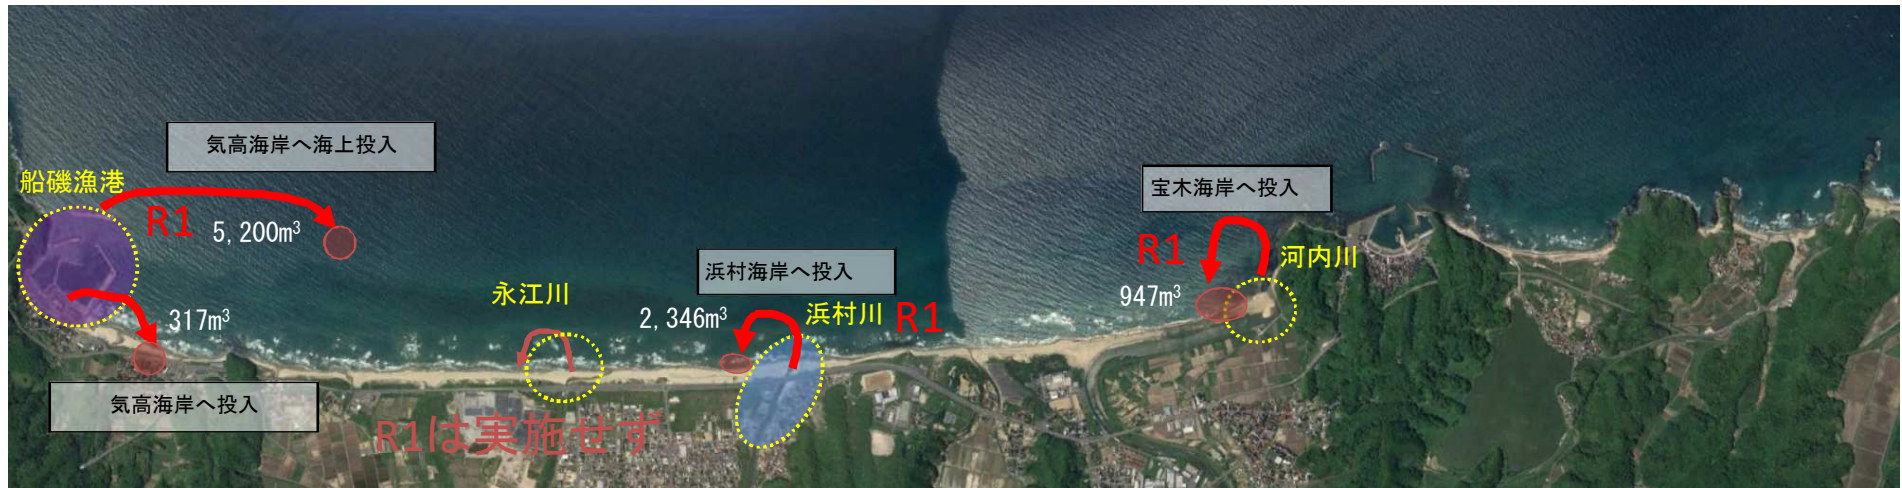 気高海岸へ海上投入
船磯漁港
R1
5,200m³
317m³
気高海岸へ投入
永江川
R1は実施せず
浜村海岸へ投入
2,346m³
浜村川
R1
宝木海岸へ投入
R1
947m³
河内川